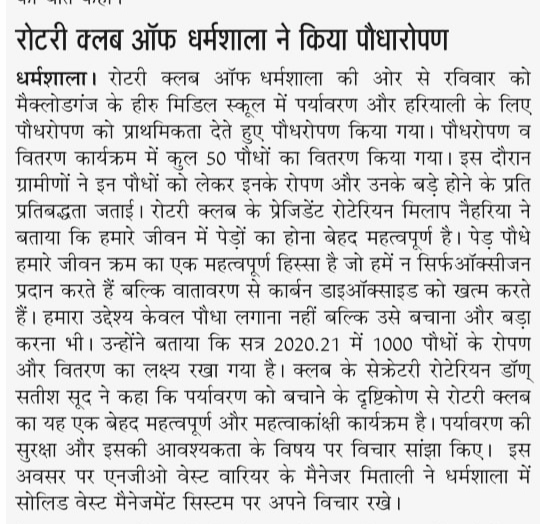 रोटरी क्लब ऑफ धर्मशाला ने किया पौधारोपण
धर्मशाला। रोटरी क्लब ऑफ धर्मशाला की ओर से रविवार को
मैक्लोडगंज के हीरु मिडिल स्कूल में पर्यावरण और हरियाली के लिए
पौधरोपण को प्राथमिकता देते हुए पौधरोपण किया गया। पौधरोपण व
वितरण कार्यक्रम में कुल 50 पौधों का वितरण किया गया। इस दौरान
ग्रामीणों ने इन पौधों को लेकर इनके रोपण और उनके बड़े होने के प्रति
प्रतिबद्धता जताई। रोटरी क्लब के प्रेजिडेंट रोटेरियन मिलाप नैहरिया ने
बताया कि हमारे जीवन में पेड़ों का होना बेहद महत्वपूर्ण है। पेड़ पौधे
हमारे जीवन क्रम का एक महत्वपूर्ण हिस्सा है जो हमें न सिर्फ ऑक्सीजन
प्रदान करते हैं बल्कि वातावरण से कार्बन डाइऑक्साइड को खत्म करते
हैं। हमारा उद्देश्य केवल पौधा लगाना नहीं बल्कि उसे बचाना और बड़ा
करना भी। उन्होंने बताया कि सत्र 2020.21 में 1000 पौधों के रोपण
और वितरण का लक्ष्य रखा गया है। क्लब के सेक्रेटरी रोटेरियन डॉण्
सतीश सूद ने कहा कि पर्यावरण को बचाने के दृष्टिकोण से रोटरी क्लब
का यह एक बेहद महत्वपूर्ण और महत्वाकांक्षी कार्यक्रम है। पर्यावरण की
सुरक्षा और इसकी आवश्यकता के विषय पर विचार सांझा किए। इस
अवसर पर एनजीओ वेस्ट वारियर के मैनेजर मिताली ने धर्मशाला में
सोलिड वेस्ट मैनेजमेंट सिस्टम पर अपने विचार रखे।